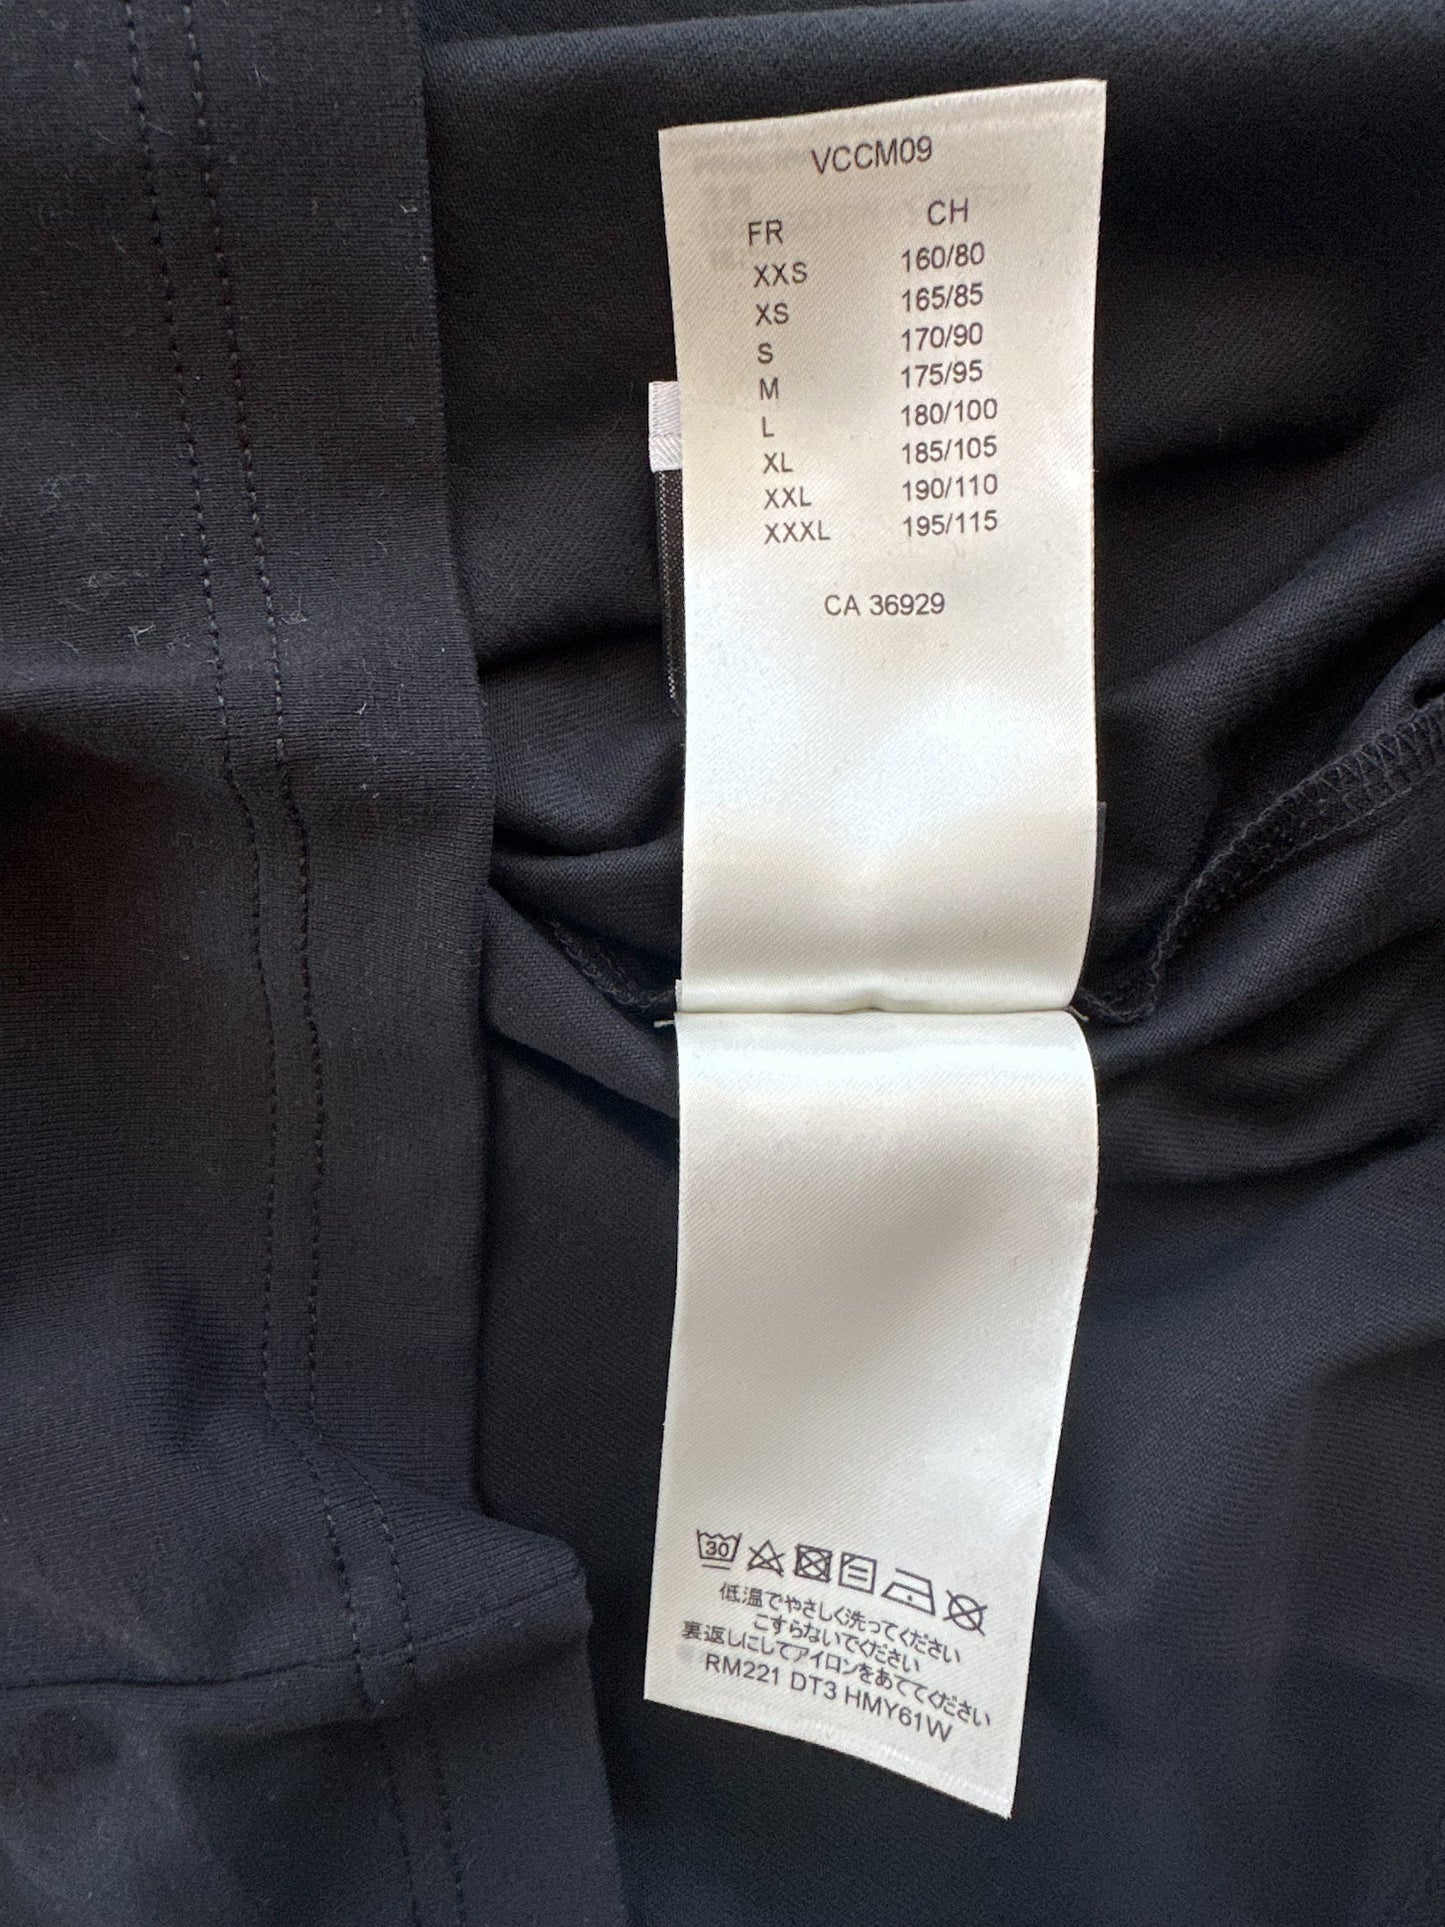 VCCM09
FR CH
XXS 160/80
XS 165/85
S 170/90
M 175/95
L 180/100
XL 185/105
XXL 190/110
XXXL 195/115
CA 36929
30
低温でやさしく洗ってください
こすらないでください
裏返しにしてアイロンをあててください
RM221 DT3 HMY61W